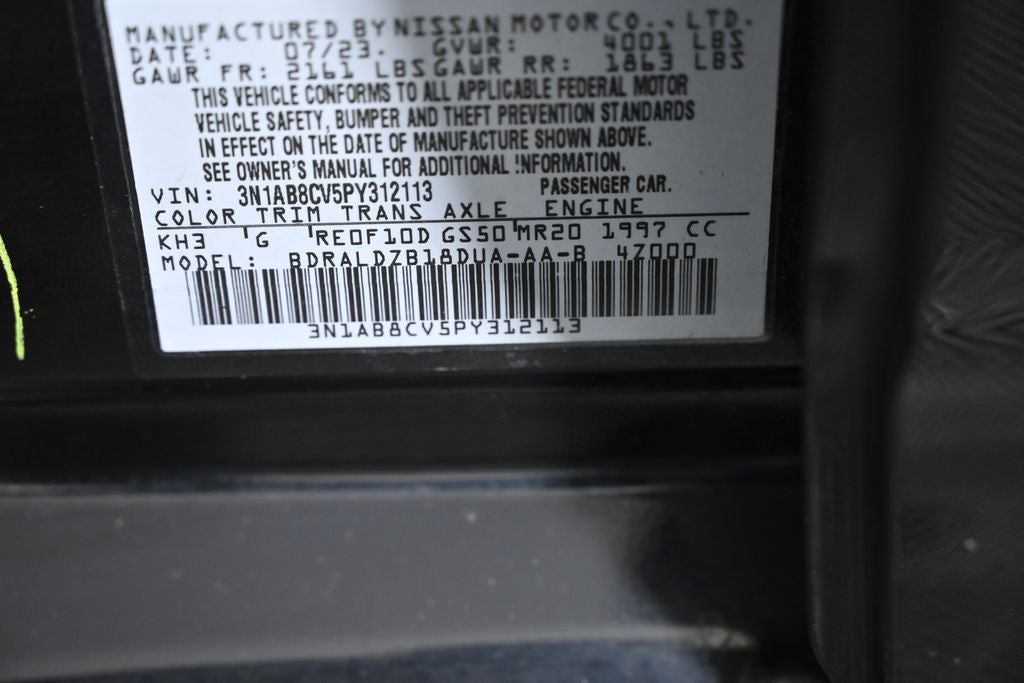 MANUFACTURED BY NISSAN MOTOR CO., LTD.
DATE: 07/23. GVWR: 4001 LBS
GAWR FR: 2161 LBS GAWR RR: 1863 LBS
THIS VEHICLE CONFORMS TO ALL APPLICABLE FEDERAL MOTOR
VEHICLE SAFETY, BUMPER AND THEFT PREVENTION STANDARDS
IN EFFECT ON THE DATE OF MANUFACTURE SHOWN ABOVE.
SEE OWNER'S MANUAL FOR ADDITIONAL INFORMATION.
VIN: 3N1AB8CV5PY312113 PASSENGER CAR.
COLOR TRIM TRANS AXLE ENGINE
KH3 G RE0F10D GS50 MR20 1997 CC
MODEL: BDRALDZB18DUA-AA-B 4Z000
3N1AB8CV5PY312113